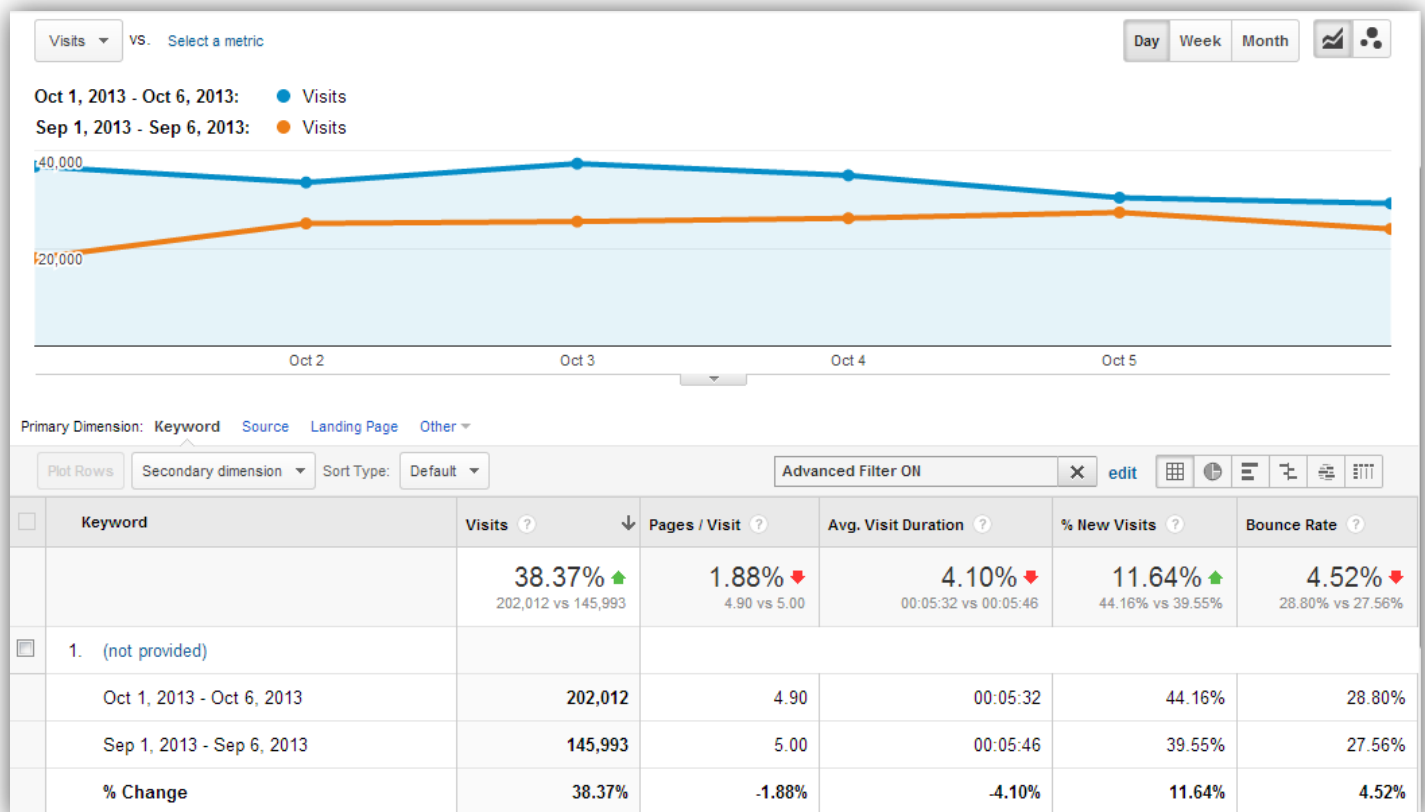 Visits vs. Select a metric Day Week Month
Oct 1, 2013 - Oct 6, 2013: Visits
Sep 1, 2013 - Sep 6, 2013: Visits
40,000
20,000
Oct 2 Oct 3 Oct 4 Oct 5
Primary Dimension: Keyword Source Landing Page Other
Plot Rows Secondary dimension Sort Type: Default Advanced Filter ON edit
Keyword Visits ? Pages / Visit ? Avg. Visit Duration ? % New Visits ? Bounce Rate ?
38.37% 1.88% 4.10% 11.64% 4.52%
202,012 vs 145,993 4.90 vs 5.00 00:05:32 vs 00:05:46 44.16% vs 39.55% 28.80% vs 27.56%
1. (not provided)
Oct 1, 2013 - Oct 6, 2013 202,012 4.90 00:05:32 44.16% 28.80%
Sep 1, 2013 - Sep 6, 2013 145,993 5.00 00:05:46 39.55% 27.56%
% Change 38.37% -1.88% -4.10% 11.64% 4.52%